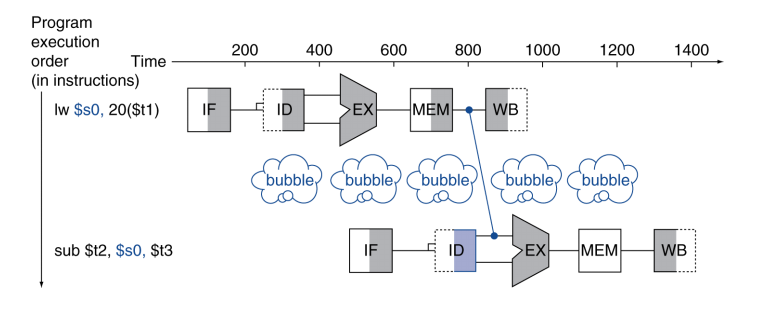 Program
execution
order
(in instructions)
Time
200 400 600 800 1000 1200 1400
lw $s0, 20($t1)
IF ID EX MEM WB
bubble bubble bubble bubble bubble
sub $t2, $s0, $t3
IF ID EX MEM WB